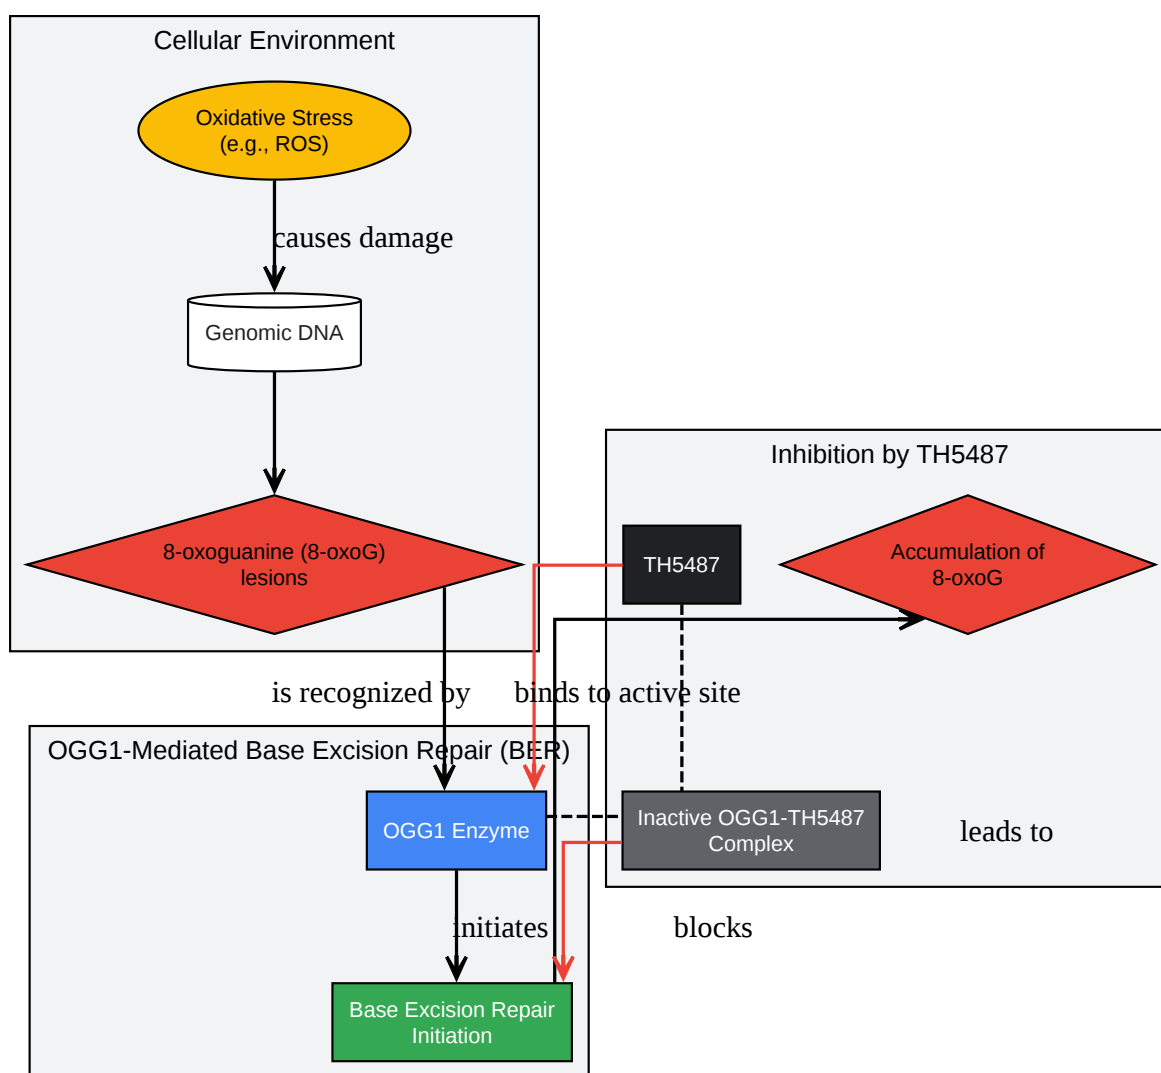 Cellular Environment
Oxidative Stress
(e.g., ROS)
causes damage
Genomic DNA
8-oxoguanine (8-oxoG)
lesions
Inhibition by TH5487
TH5487
Accumulation of
8-oxoG
is recognized by
binds to active site
OGG1-Mediated Base Excision Repair (BER)
OGG1 Enzyme
Inactive OGG1-TH5487
Complex
leads to
initiates
blocks
Base Excision Repair
Initiation